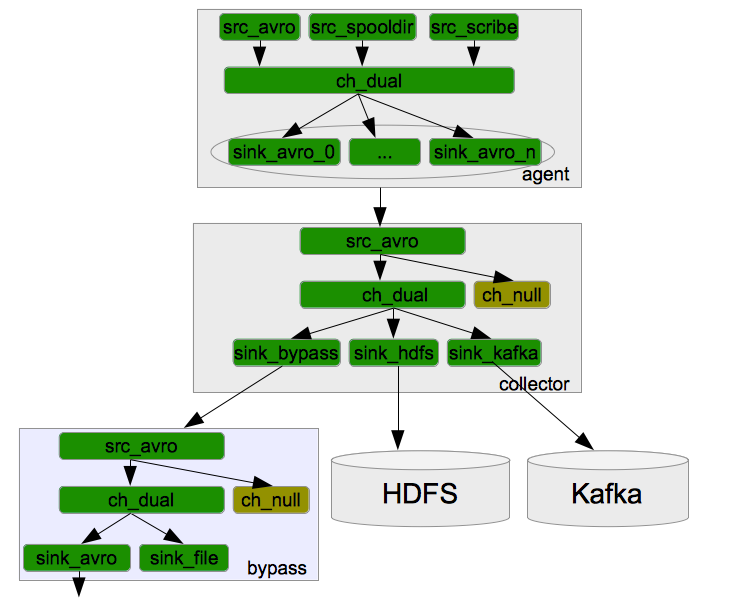 src_avro src_spooldir src_scribe
ch_dual
sink_avro_0 ... sink_avro_n
agent
src_avro
ch_dual ch_null
sink_bypass sink_hdfs sink_kafka
collector
src_avro
ch_dual ch_null
sink_avro sink_file
bypass
HDFS
Kafka